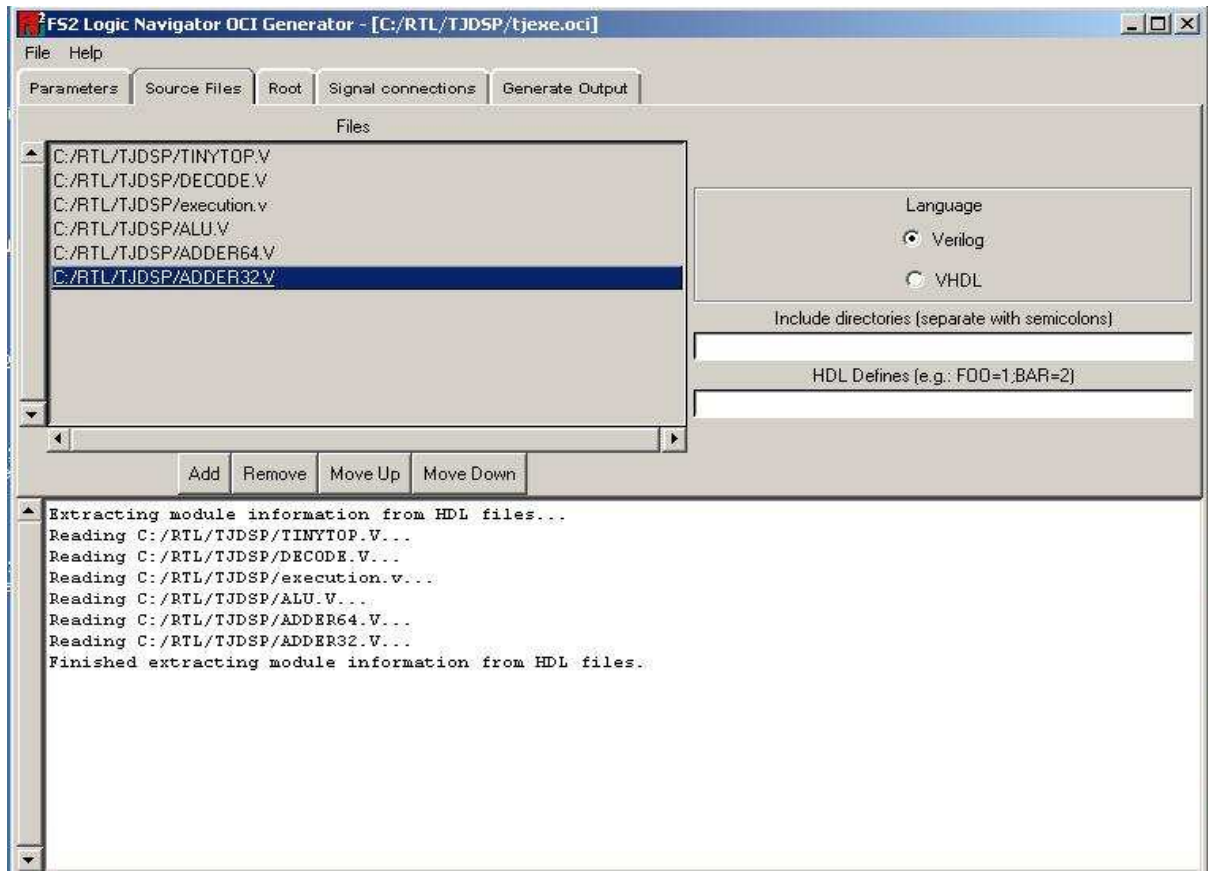 FS2 Logic Navigator OCI Generator - [C:/RTL/TJDSP/tjexe.oci]
File Help
Parameters Source Files Root Signal connections Generate Output
Files
C:/RTL/TJDSP/TINYTOP.V
C:/RTL/TJDSP/DECODE.V
C:/RTL/TJDSP/execution.v
C:/RTL/TJDSP/ALU.V
C:/RTL/TJDSP/ADDER64.V
C:/RTL/TJDSP/ADDER32.V
Language
Verilog
VHDL
Include directories (separate with semicolons)
HDL Defines (e.g.: FOO=1;BAR=2)
Add Remove Move Up Move Down
Extracting module information from HDL files...
Reading C:/RTL/TJDSP/TINYTOP.V...
Reading C:/RTL/TJDSP/DECODE.V...
Reading C:/RTL/TJDSP/execution.v...
Reading C:/RTL/TJDSP/ALU.V...
Reading C:/RTL/TJDSP/ADDER64.V...
Reading C:/RTL/TJDSP/ADDER32.V...
Finished extracting module information from HDL files.